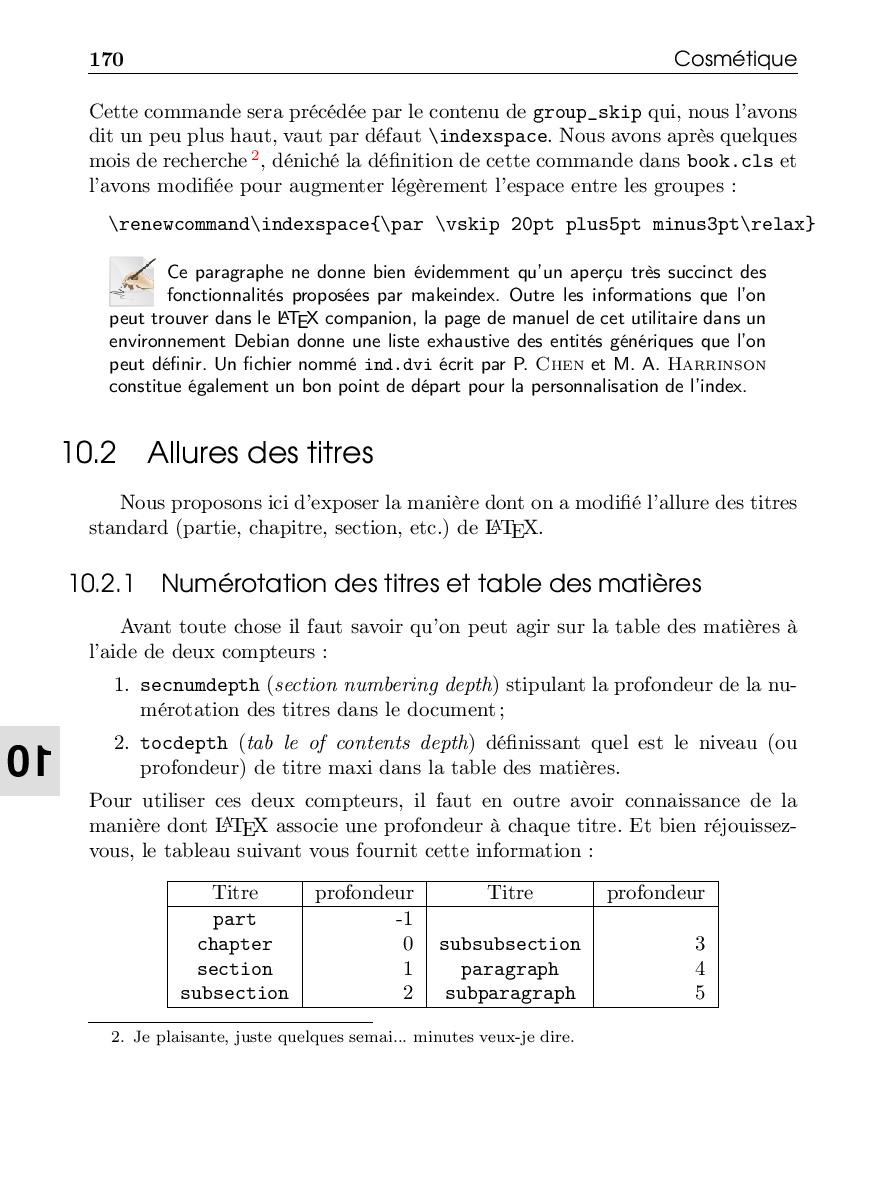 170 Cosmétique
Cette commande sera précédée par le contenu de group_skip qui, nous l'avons
dit un peu plus haut, vaut par défaut \indexspace. Nous avons après quelques
mois de recherche 2, déniché la définition de cette commande dans book.cls et
l'avons modifiée pour augmenter légèrement l'espace entre les groupes :
\renewcommand\indexspace{\par \vskip 20pt plus5pt minus3pt\relax}
Ce paragraphe ne donne bien évidemment qu'un aperçu très succinct des
fonctionnalités proposées par makeindex. Outre les informations que l'on
peut trouver dans le LATEX companion, la page de manuel de cet utilitaire dans un
environnement Debian donne une liste exhaustive des entités génériques que l'on
peut définir. Un fichier nommé ind.dvi écrit par P. CHEN et M. A. HARRINSON
constitue également un bon point de départ pour la personnalisation de l'index.
10.2 Allures des titres
Nous proposons ici d'exposer la manière dont on a modifié l'allure des titres
standard (partie, chapitre, section, etc.) de LATEX.
10.2.1 Numérotation des titres et table des matières
Avant toute chose il faut savoir qu'on peut agir sur la table des matières à
l'aide de deux compteurs :
1. secnumdepth (section numbering depth) stipulant la profondeur de la nu-
mérotation des titres dans le document ;
2. tocdepth (tab le of contents depth) définissant quel est le niveau (ou
profondeur) de titre maxi dans la table des matières.
10
Pour utiliser ces deux compteurs, il faut en outre avoir connaissance de la
manière dont LATEX associe une profondeur à chaque titre. Et bien réjouissez-
vous, le tableau suivant vous fournit cette information :
Titre profondeur Titre profondeur
part -1
chapter 0 subsubsection 3
section 1 paragraph 4
subsection 2 subparagraph 5
2. Je plaisante, juste quelques semai... minutes veux-je dire.